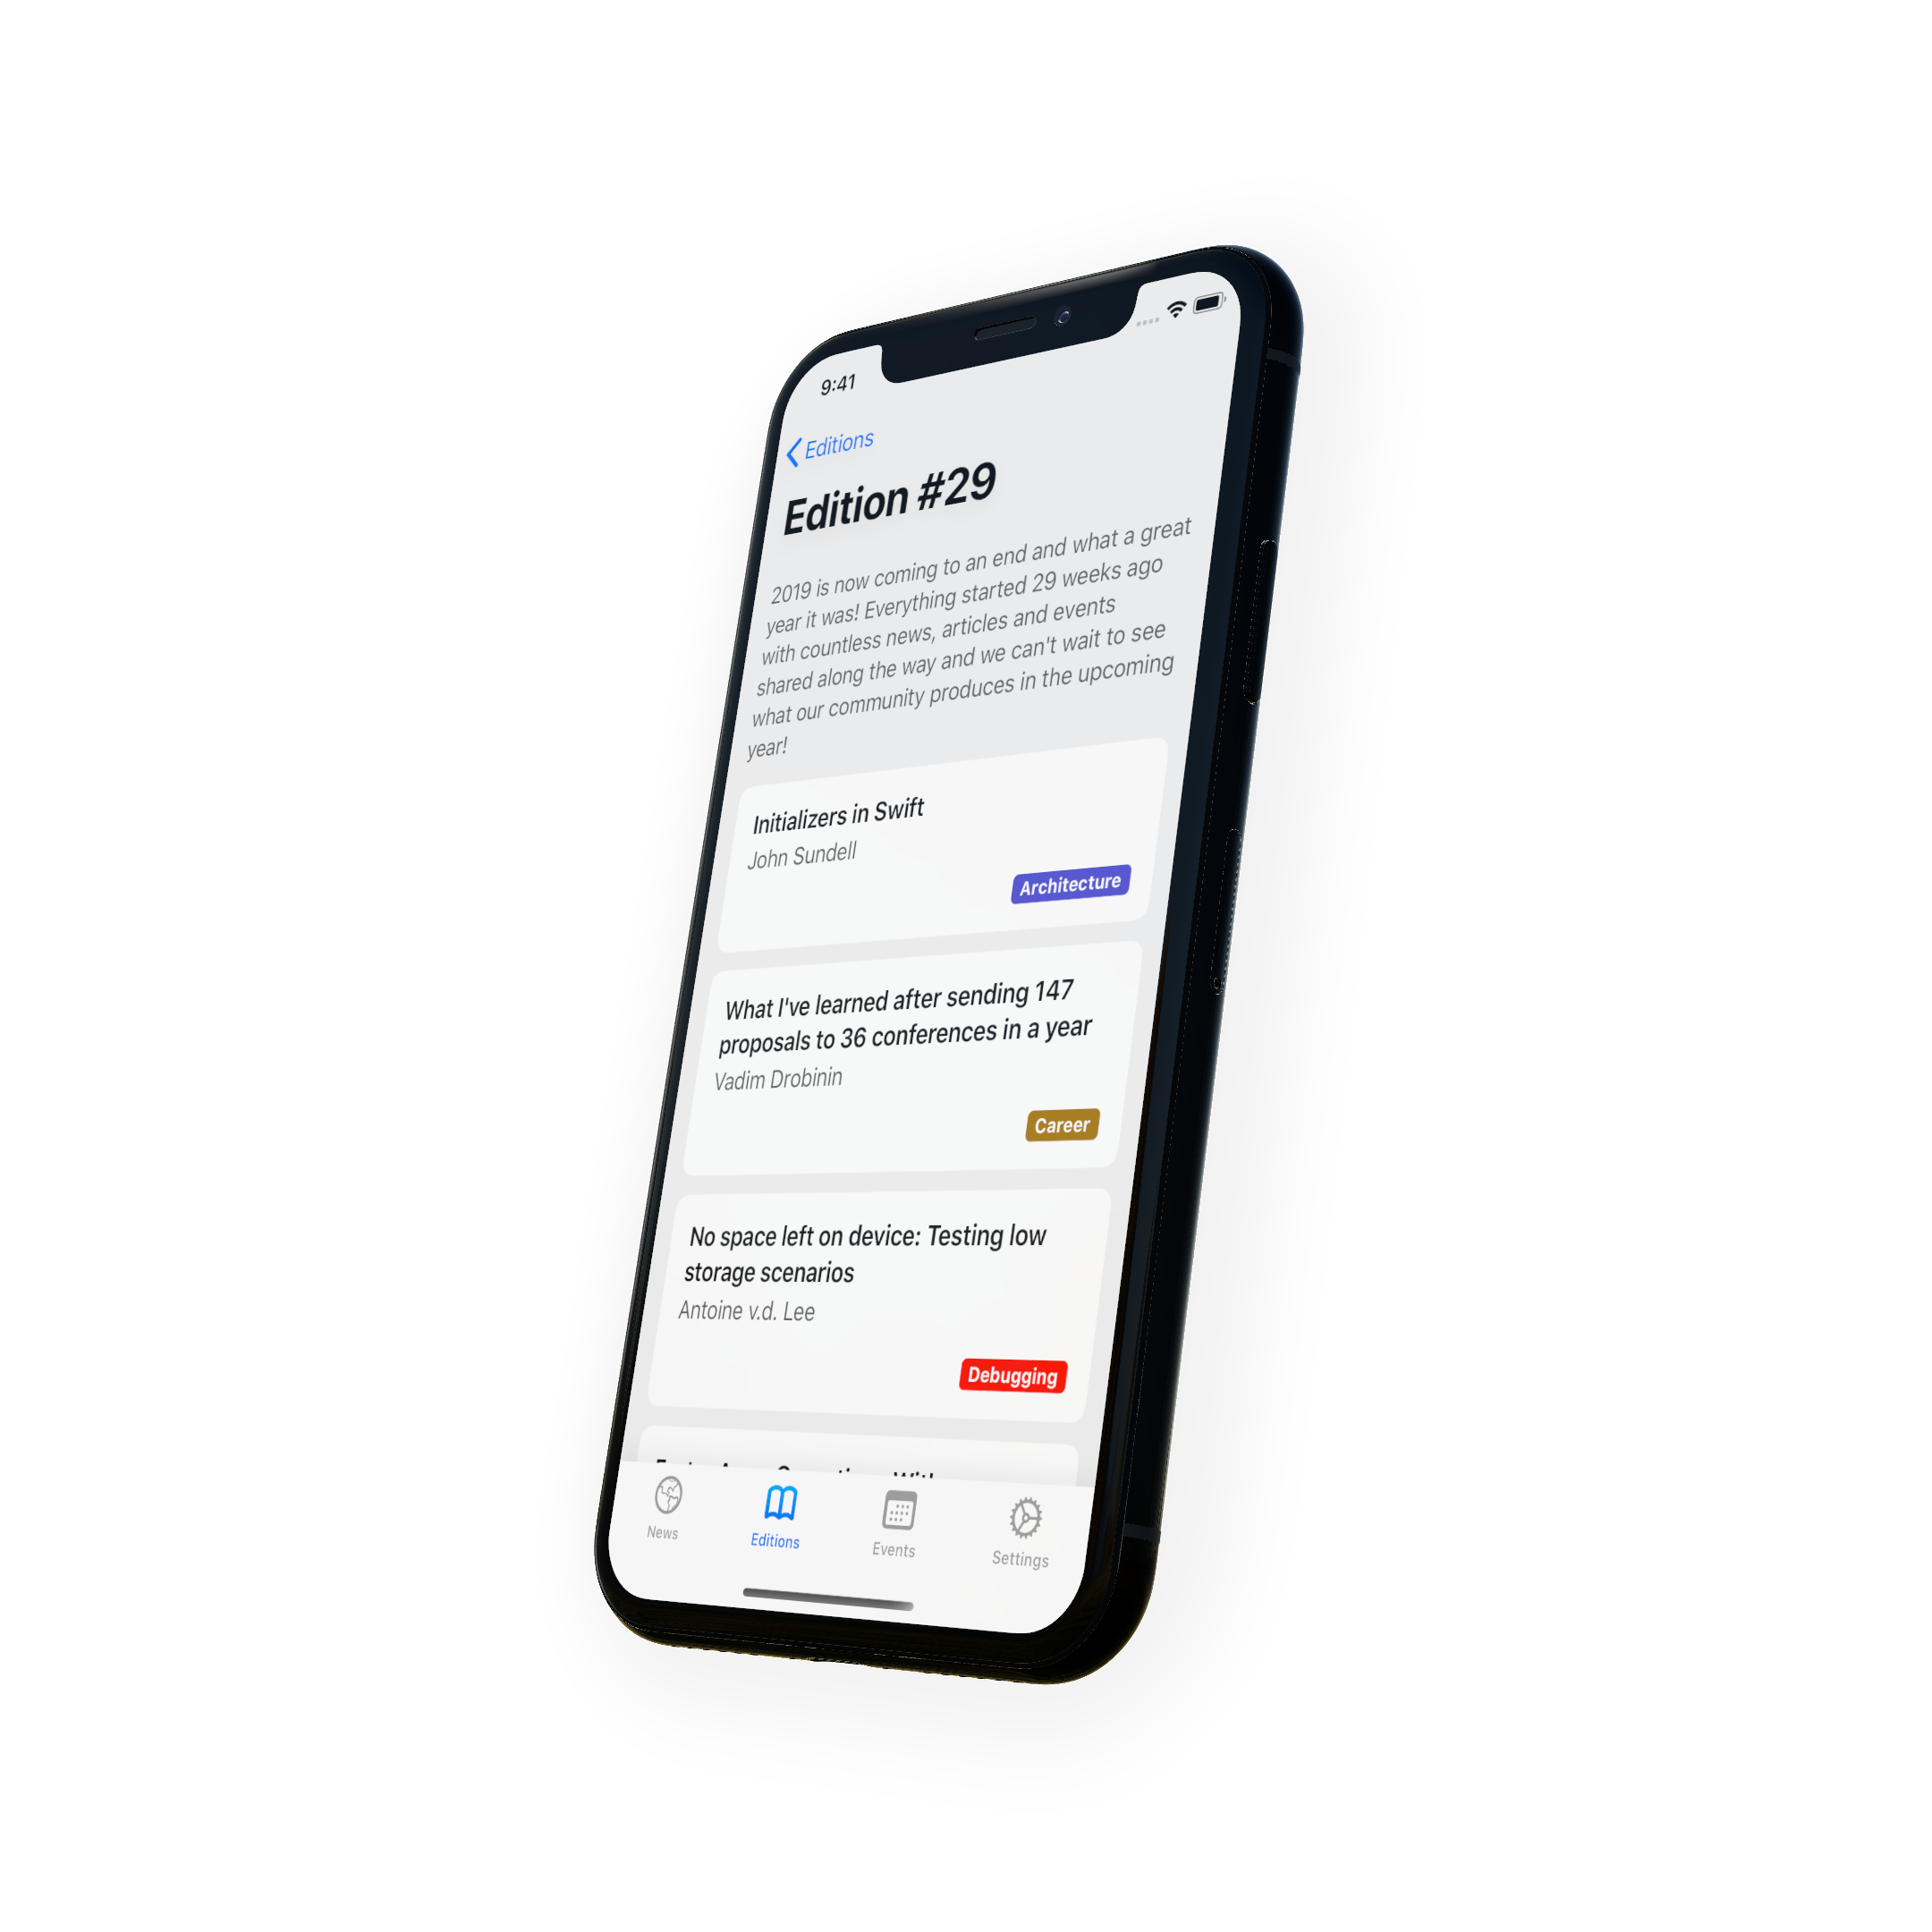 9:41
Editions
Edition #29
2019 is now coming to an end and what a great
year it was! Everything started 29 weeks ago
with countless news, articles and events
shared along the way and we can't wait to see
what our community produces in the upcoming
year!
Initializers in Swift
John Sundell
Architecture
What I've learned after sending 147
proposals to 36 conferences in a year
Vadim Drobinin
Career
No space left on device: Testing low
storage scenarios
Antoine v.d. Lee
Debugging
News
Editions
Events
Settings